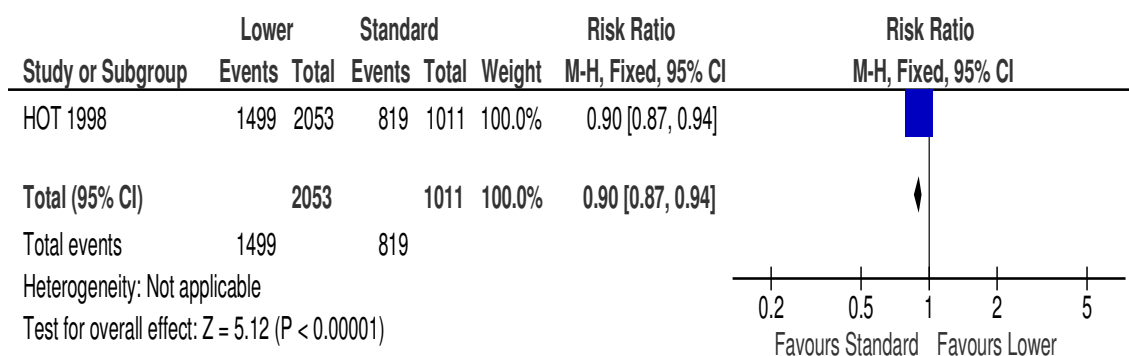 Lower Standard Risk Ratio Risk Ratio
Study or Subgroup Events Total Events Total Weight M-H, Fixed, 95% CI M-H, Fixed, 95% CI
HOT 1998 1499 2053 819 1011 100.0% 0.90 [0.87, 0.94]
Total (95% CI) 2053 1011 100.0% 0.90 [0.87, 0.94]
Total events 1499 819
Heterogeneity: Not applicable
Test for overall effect: Z = 5.12 (P < 0.00001)
0.2 0.5 1 2 5
Favours Standard Favours Lower